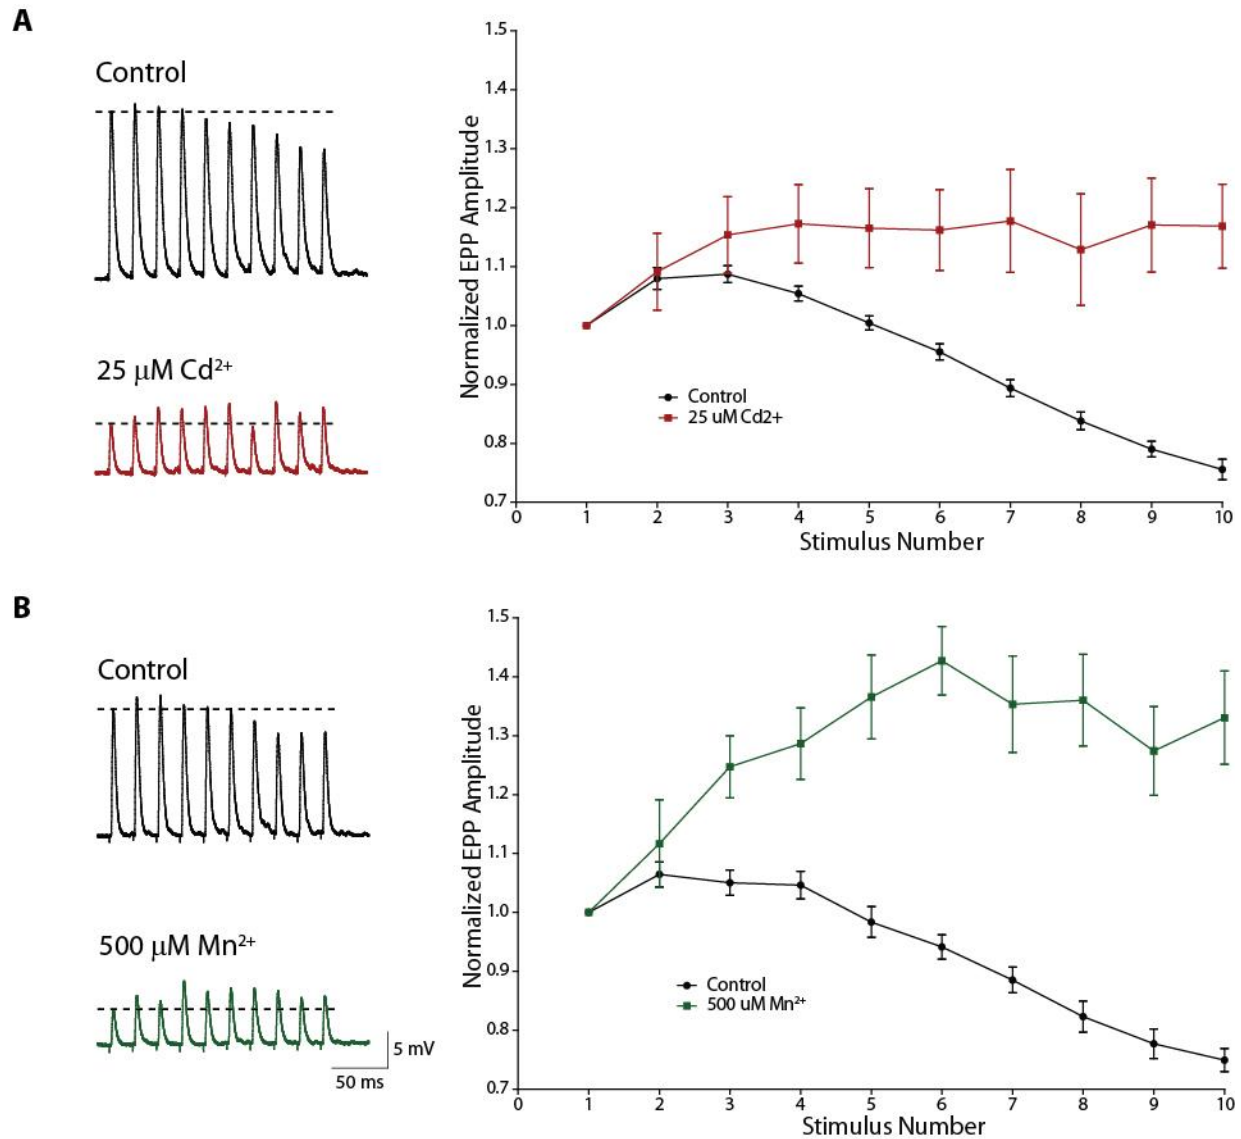 A
Control
25 μM Cd²⁺
Normalized EPP Amplitude
1.5
1.4
1.3
1.2
1.1
1.0
0.9
0.8
0.7
Control
25 uM Cd2+
0 1 2 3 4 5 6 7 8 9 10
Stimulus Number
B
Control
500 μM Mn²⁺
5 mV
50 ms
Normalized EPP Amplitude
1.5
1.4
1.3
1.2
1.1
1.0
0.9
0.8
0.7
Control
500 uM Mn²⁺
0 1 2 3 4 5 6 7 8 9 10
Stimulus Number